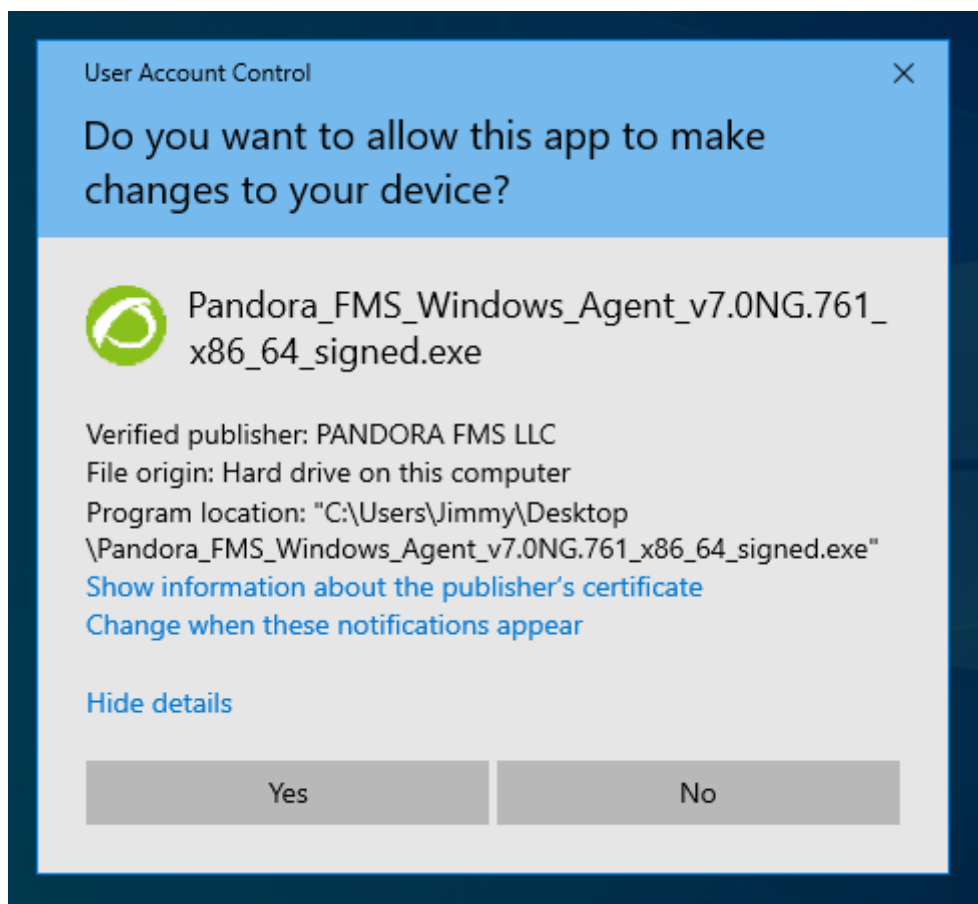 User Account Control
Do you want to allow this app to make
changes to your device?
Pandora_FMS_Windows_Agent_v7.0NG.761_
x86_64_signed.exe
Verified publisher: PANDORA FMS LLC
File origin: Hard drive on this computer
Program location: "C:\Users\Jimmy\Desktop
\Pandora_FMS_Windows_Agent_v7.0NG.761_x86_64_signed.exe"
Show information about the publisher’s certificate
Change when these notifications appear
Hide details
Yes
No